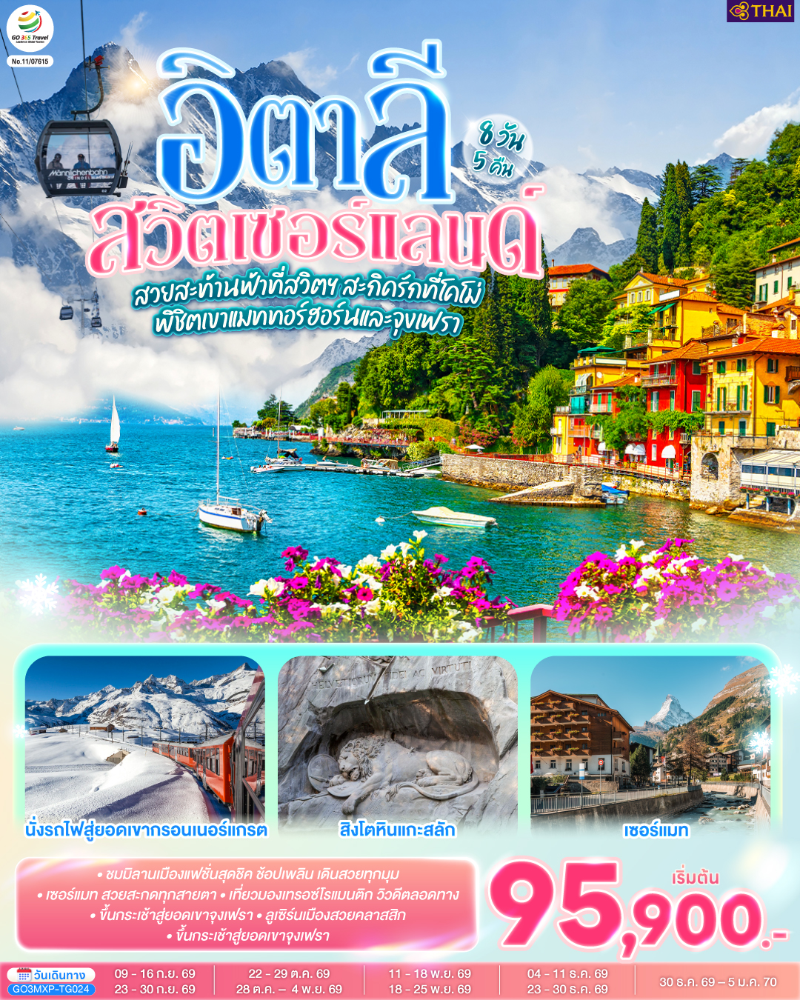 GO 365 Travel
Leaders in Global Tourism
No.11/07615
THAI
อิตาลี
8 วัน
5 คืน
สวิตเซอร์แลนด์
สวยสะท้านฟ้าที่สวิตฯ สะกิดรักที่โคโม่
พิชิตเขาแมททอร์ฮอร์นและจุงเฟรา
Männlichenbahn
GRINDELWALD
HELVETIORUM FIDEI AC VIRTUTI
นั่งรถไฟสู่ยอดเขากรอนเนอร์แกรต
สิงโตหินแกะสลัก
เซอร์แมท
• ชมมิลานเมืองแฟชั่นสุดชิค ช้อปเพลิน เดินสวยทุกมุม
• เซอร์แมท สวยสะกดทุกสายตา • เที่ยวมองเทรอซ์โรแมนติก วิวดีตลอดทาง
• ขึ้นกระเช้าสู่ยอดเขาจุงเฟรา • ลูเซิร์นเมืองสวยคลาสสิก
• ขึ้นกระเช้าสู่ยอดเขาจุงเฟรา
เริ่มต้น
95,900.-
วันเดินทาง
GO3MXP-TG024
09 - 16 ก.ย. 69
23 - 30 ก.ย. 69
22 - 29 ต.ค. 69
28 ต.ค. – 4 พ.ย. 69
11 - 18 พ.ย. 69
18 - 25 พ.ย. 69
04 - 11 ธ.ค. 69
23 - 30 ธ.ค. 69
30 ธ.ค. 69 – 5 ม.ค. 70